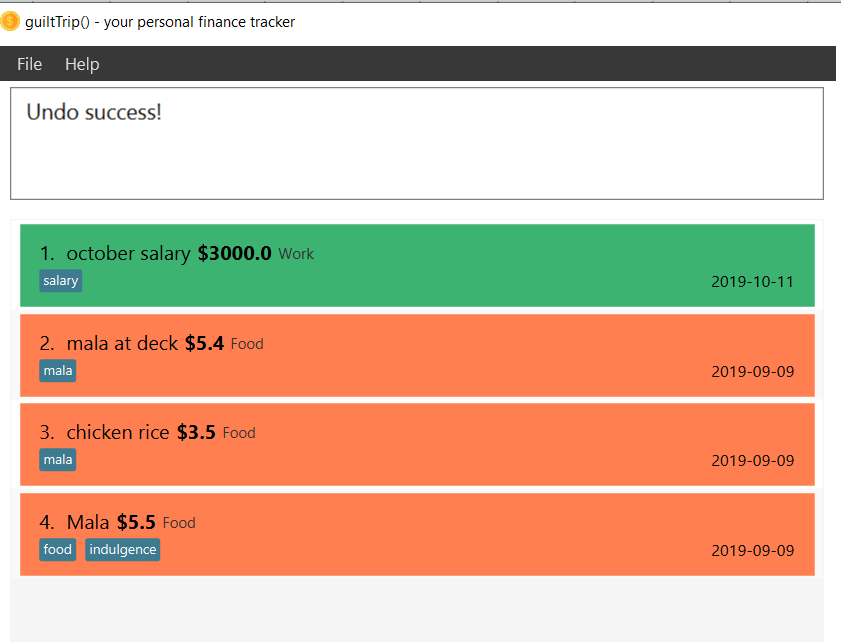 guiltTrip() - your personal finance tracker
File Help
Undo success!
1. october salary $3000.0 Work
salary 2019-10-11
2. mala at deck $5.4 Food
mala 2019-09-09
3. chicken rice $3.5 Food
mala 2019-09-09
4. Mala $5.5 Food
food indulgence 2019-09-09